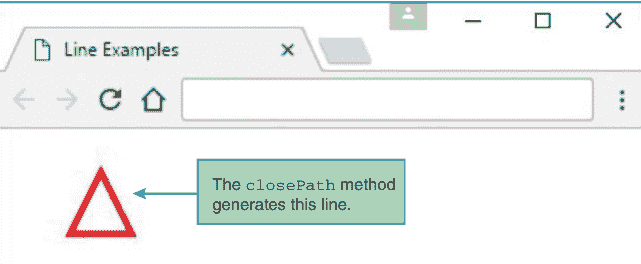 Line Examples
The closePath method
generates this line.